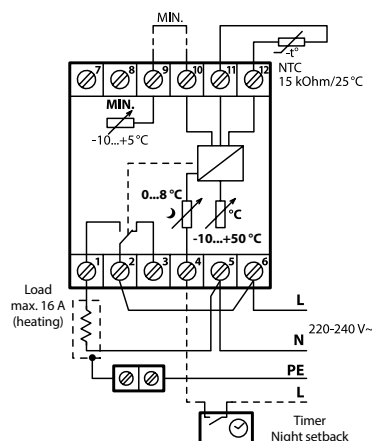 MIN.
-t°
NTC
15 kOhm/25°C
7 8 9 10 11 12
MIN.
-10...+5°C
0...8 °C
°C
-10...+50°C
1 2 3 4 5 6
Load
max. 16 A
(heating)
L
220-240 V~
N
PE
L
Timer
Night setback